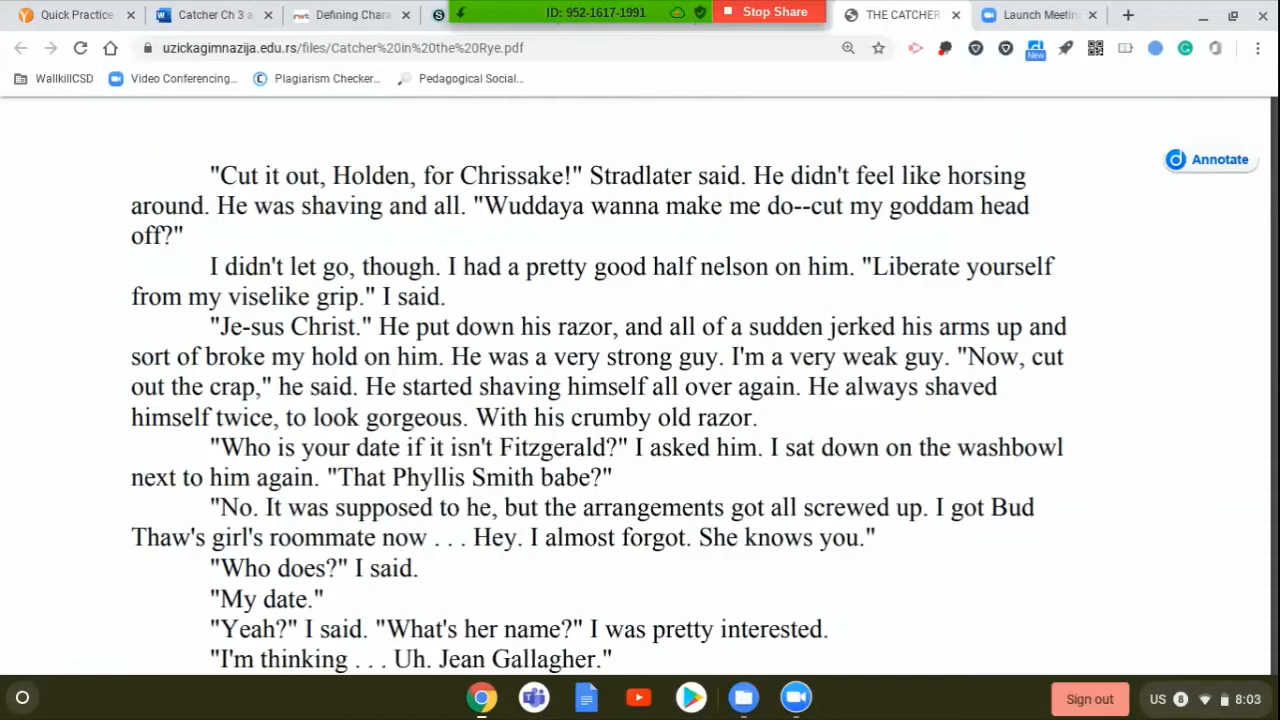 Quick Practice
Catcher Ch 3 a
Defining Chara
ID: 952-1617-1991
Stop Share
THE CATCHER
Launch Meetin
uzickagimnazija.edu.rs/files/Catcher%20in%20the%20Rye.pdf
New
WallkillCSD
Video Conferencing...
Plagiarism Checker...
Pedagogical Social...
Annotate
"Cut it out, Holden, for Chrissake!" Stradlater said. He didn't feel like horsing
around. He was shaving and all. "Wuddaya wanna make me do--cut my goddam head
off?"
I didn't let go, though. I had a pretty good half nelson on him. "Liberate yourself
from my viselike grip." I said.
"Je-sus Christ." He put down his razor, and all of a sudden jerked his arms up and
sort of broke my hold on him. He was a very strong guy. I'm a very weak guy. "Now, cut
out the crap," he said. He started shaving himself all over again. He always shaved
himself twice, to look gorgeous. With his crumby old razor.
"Who is your date if it isn't Fitzgerald?" I asked him. I sat down on the washbowl
next to him again. "That Phyllis Smith babe?"
"No. It was supposed to he, but the arrangements got all screwed up. I got Bud
Thaw's girl's roommate now . . . Hey. I almost forgot. She knows you."
"Who does?" I said.
"My date."
"Yeah?" I said. "What's her name?" I was pretty interested.
"I'm thinking . . . Uh. Jean Gallagher."
Sign out
US 8 8:03